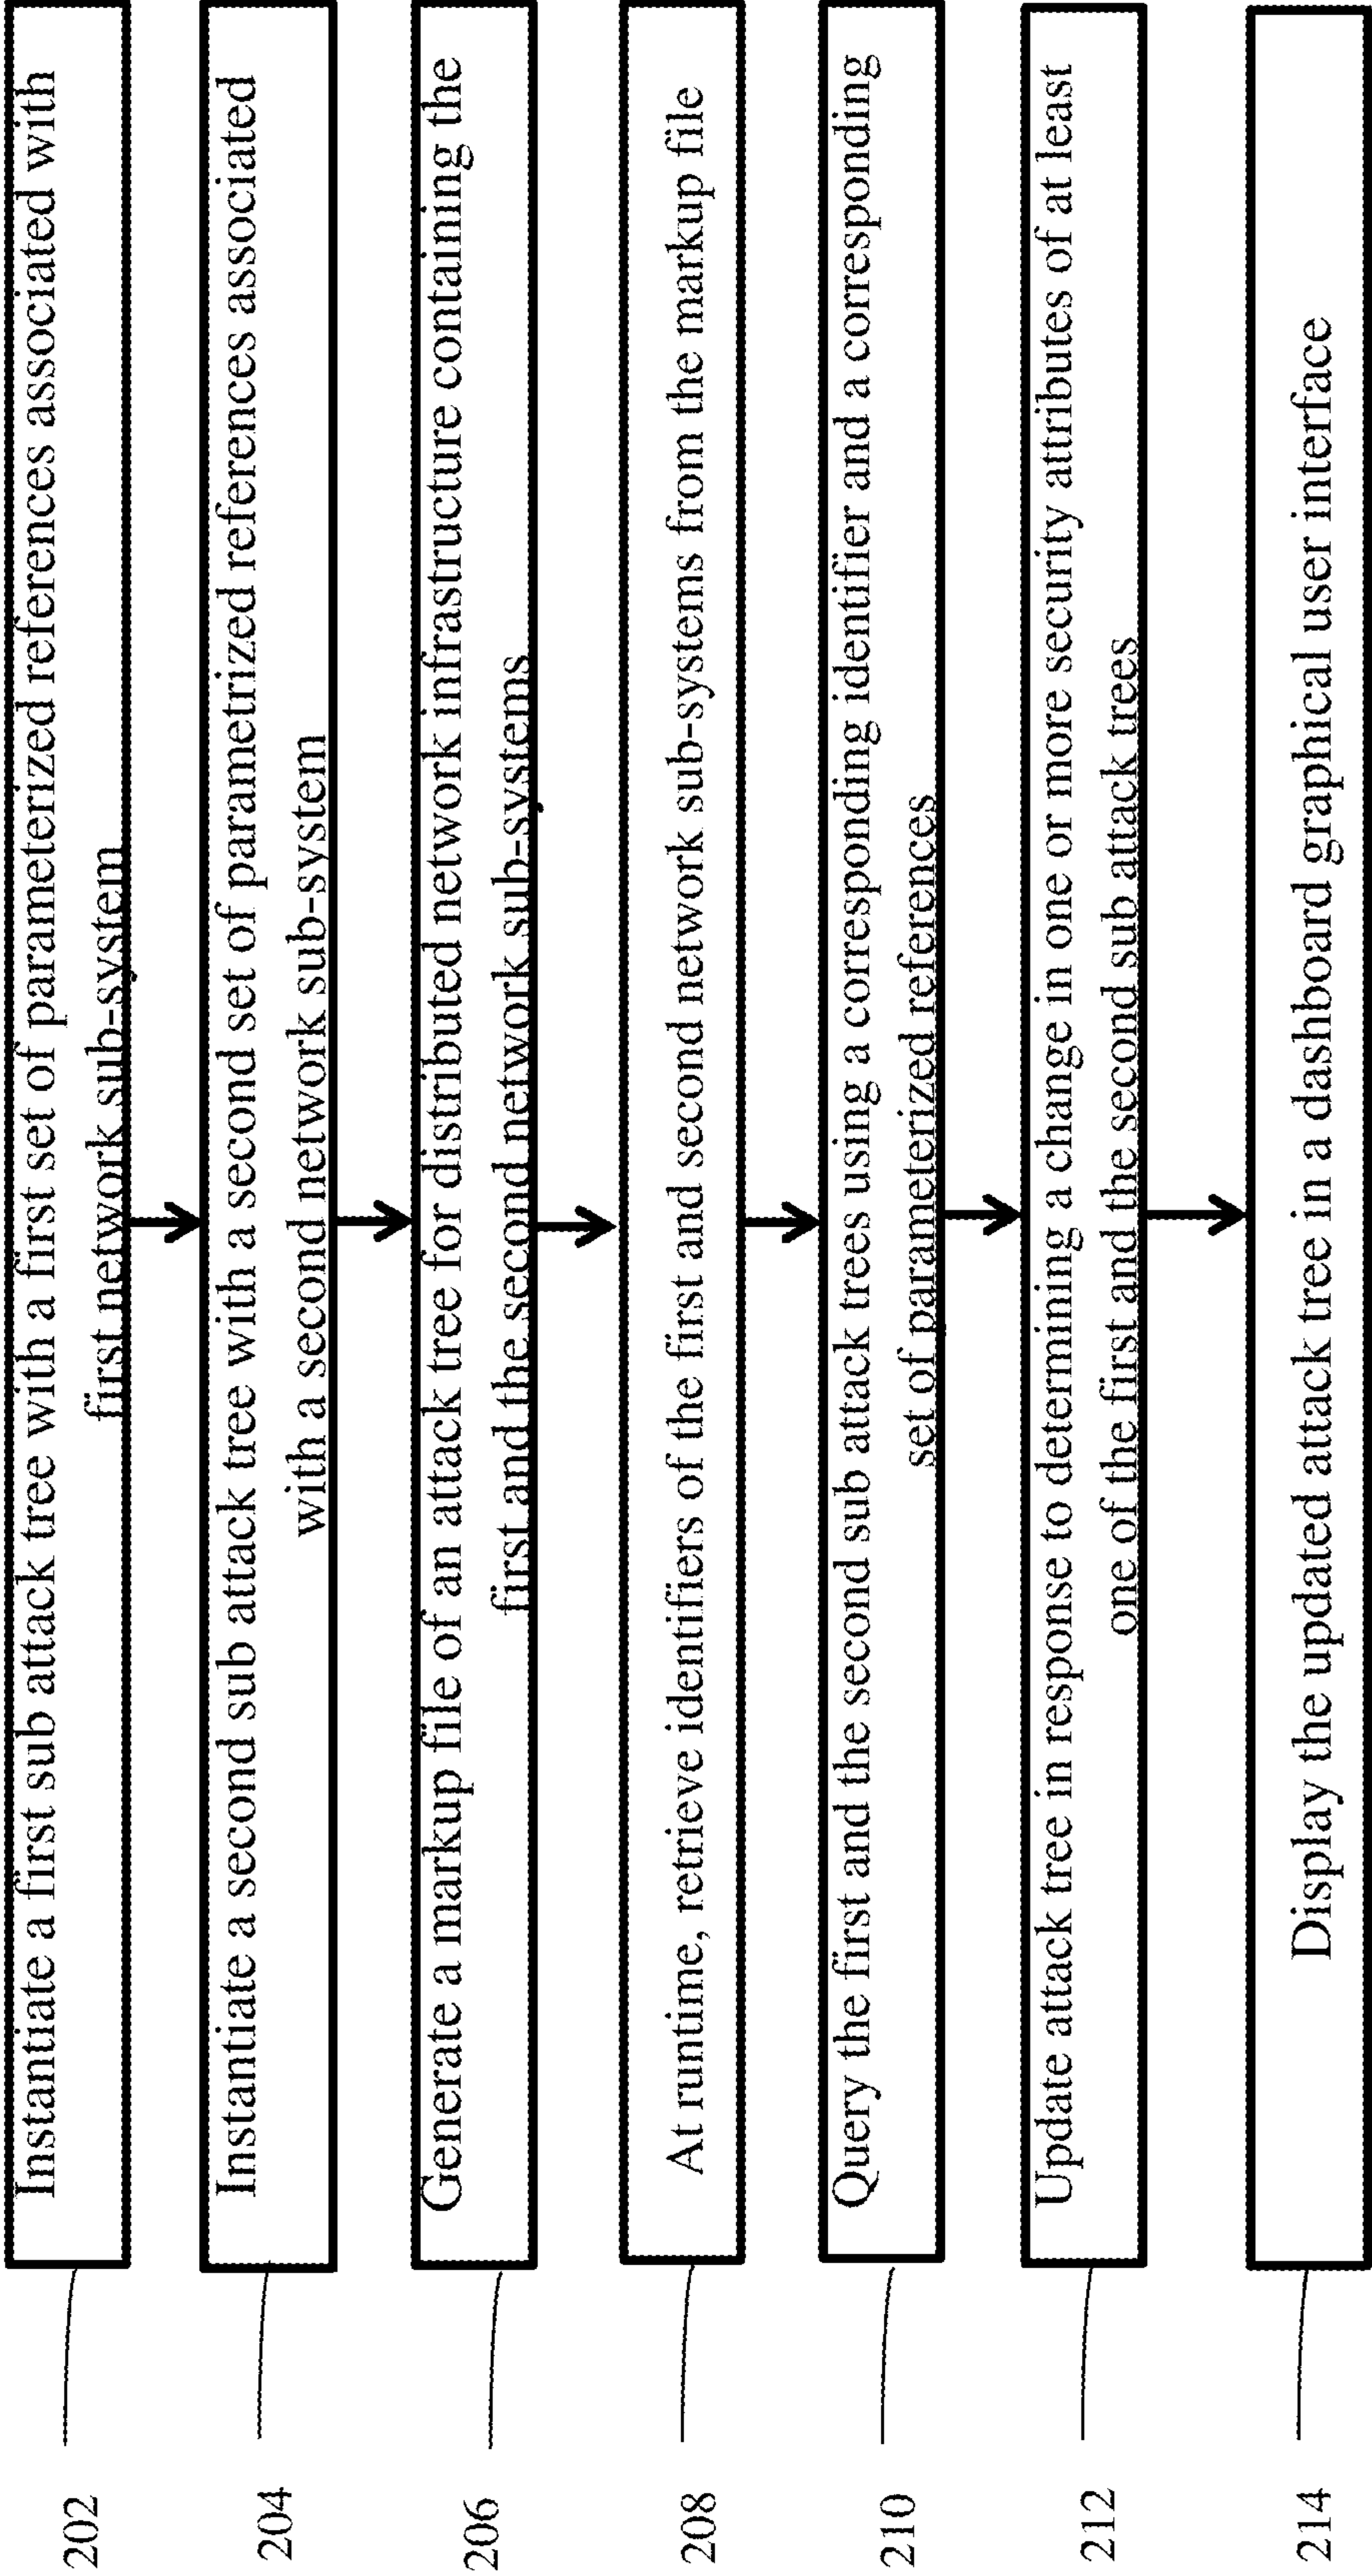 202
Instantiate a first sub attack tree with a first set of parameterized references associated with
first network sub-system
204
Instantiate a second sub attack tree with a second set of parametrized references associated
with a second network sub-system
206
Generate a markup file of an attack tree for distributed network infrastructure containing the
first and the second network sub-systems
208
At runtime, retrieve identifiers of the first and second network sub-systems from the markup file
210
Query the first and the second sub attack trees using a corresponding identifier and a corresponding
set of parameterized references
212
Update attack tree in response to determining a change in one or more security attributes of at least
one of the first and the second sub attack trees
214
Display the updated attack tree in a dashboard graphical user interface